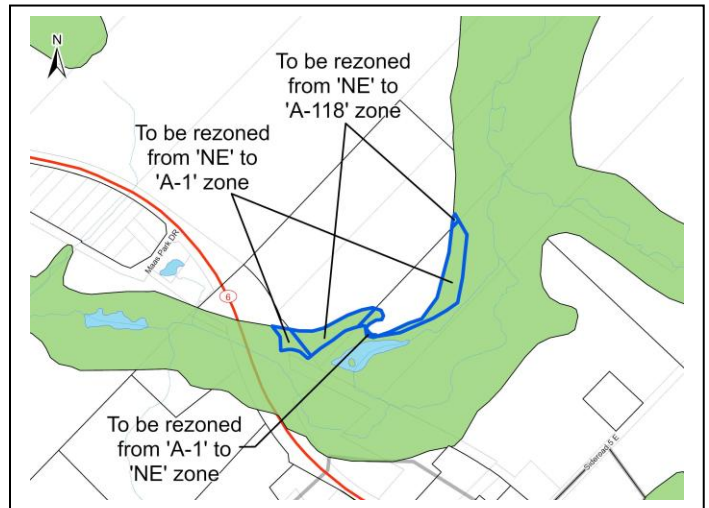 N
To be rezoned
from 'NE' to
'A-118' zone
To be rezoned
from 'NE' to
'A-1' zone
Maas Park DR
6
To be rezoned
from 'A-1' to
'NE' zone
Sideroad 5 E